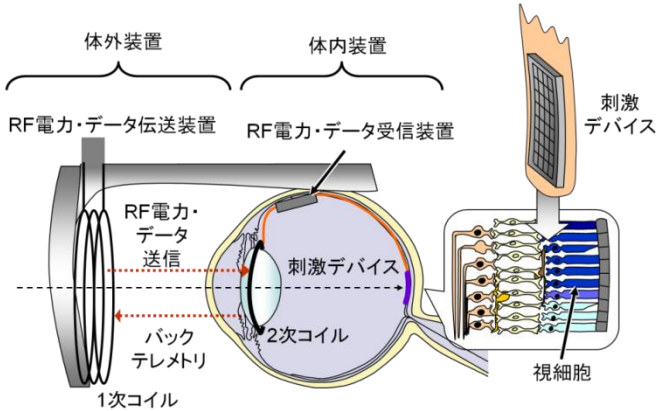 体外装置
体内装置
RF電力・データ伝送装置
RF電力・データ受信装置
刺激
デバイス
RF電力・
データ
送信
刺激デバイス
2次コイル
バック
テレメトリ
1次コイル
視細胞